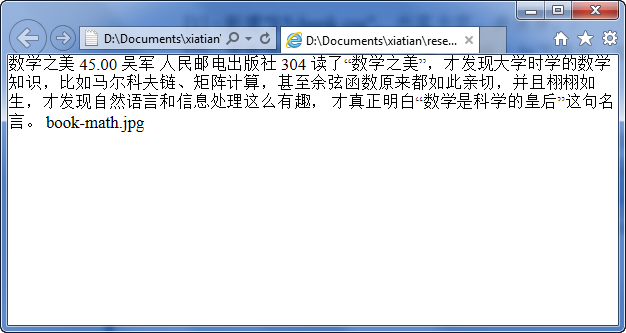 D:\Documents\xiatian\
D:\Documents\xiatian\rese...
数学之美 45.00 吴军 人民邮电出版社 304 读了“数学之美”，才发现大学时学的数学
知识，比如马尔科夫链、矩阵计算，甚至余弦函数原来都如此亲切，并且栩栩如
生，才发现自然语言和信息处理这么有趣， 才真正明白“数学是科学的皇后”这句名
言。 book-math.jpg